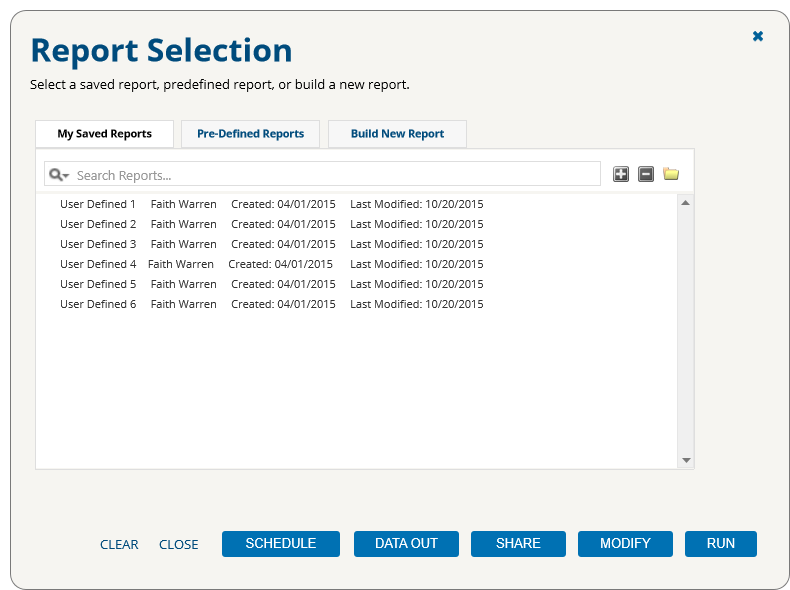 Report Selection
Select a saved report, predefined report, or build a new report.
My Saved Reports Pre-Defined Reports Build New Report
Search Reports...
User Defined 1 Faith Warren Created: 04/01/2015 Last Modified: 10/20/2015
User Defined 2 Faith Warren Created: 04/01/2015 Last Modified: 10/20/2015
User Defined 3 Faith Warren Created: 04/01/2015 Last Modified: 10/20/2015
User Defined 4 Faith Warren Created: 04/01/2015 Last Modified: 10/20/2015
User Defined 5 Faith Warren Created: 04/01/2015 Last Modified: 10/20/2015
User Defined 6 Faith Warren Created: 04/01/2015 Last Modified: 10/20/2015
CLEAR CLOSE SCHEDULE DATA OUT SHARE MODIFY RUN